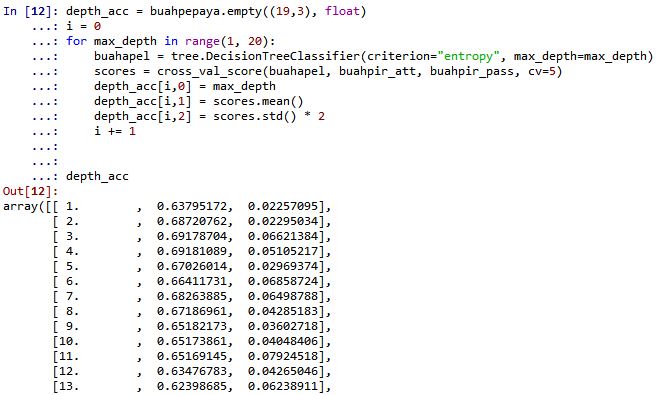 In [12]: depth_acc = buahpepaya.empty((19,3), float)
    ...: i = 0
    ...: for max_depth in range(1, 20):
    ...:     buahapel = tree.DecisionTreeClassifier(criterion="entropy", max_depth=max_depth)
    ...:     scores = cross_val_score(buahapel, buahpir_att, buahpir_pass, cv=5)
    ...:     depth_acc[i,0] = max_depth
    ...:     depth_acc[i,1] = scores.mean()
    ...:     depth_acc[i,2] = scores.std() * 2
    ...:     i += 1
    ...:
    ...:
    ...: depth_acc
Out[12]:
array([[ 1.        ,  0.63795172,  0.02257095],
       [ 2.        ,  0.68720762,  0.02295034],
       [ 3.        ,  0.69178704,  0.06621384],
       [ 4.        ,  0.69181089,  0.05105217],
       [ 5.        ,  0.67026014,  0.02969374],
       [ 6.        ,  0.66411731,  0.06858724],
       [ 7.        ,  0.68263885,  0.06498788],
       [ 8.        ,  0.67186961,  0.04285183],
       [ 9.        ,  0.65182173,  0.03602718],
       [10.        ,  0.65173861,  0.04048406],
       [11.        ,  0.65169145,  0.07924518],
       [12.        ,  0.63476783,  0.04265046],
       [13.        ,  0.62398685,  0.06238911],